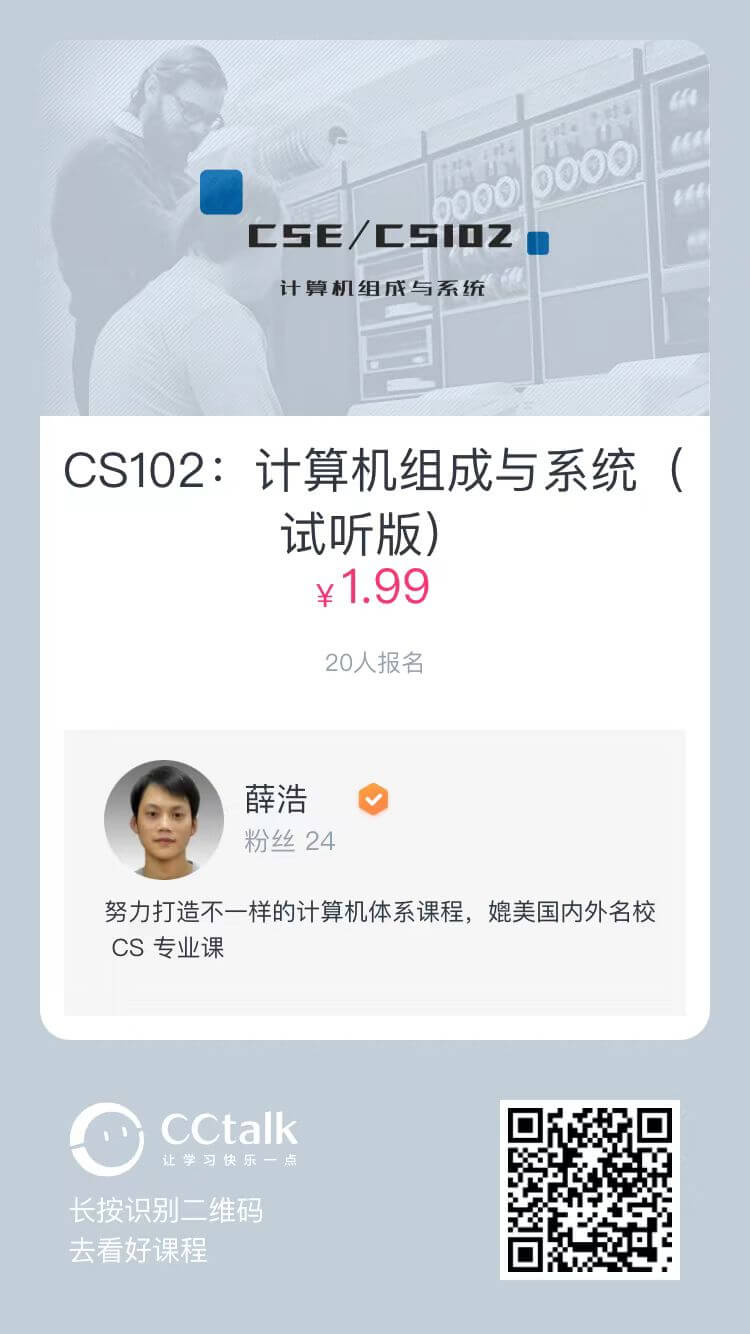 CSE/CS102
计算机组成与系统
CS102：计算机组成与系统（
试听版）
¥1.99
20人报名
薛浩
粉丝 24
努力打造不一样的计算机体系课程，媲美国内外名校
CS 专业课
CCtalk
让学习快乐一点
长按识别二维码
去看好课程